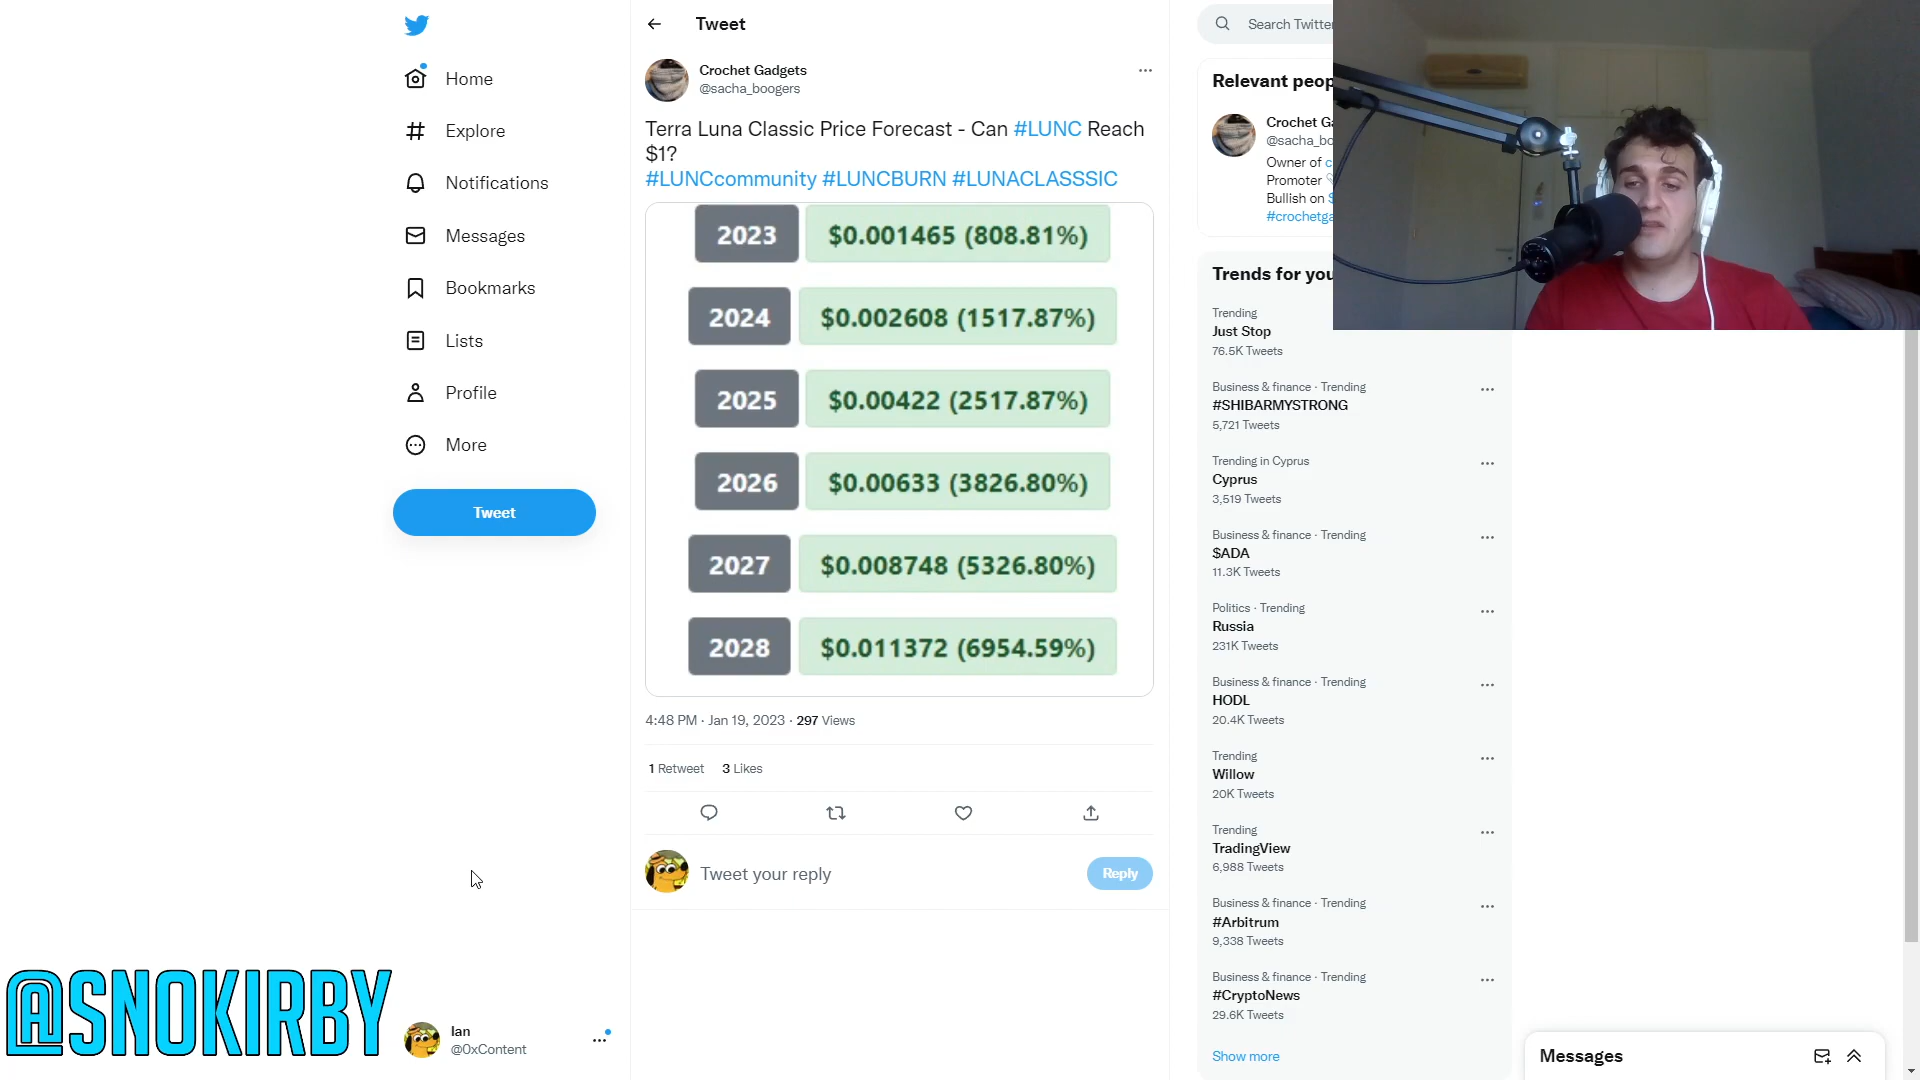 Home
Explore
Notifications
Messages
Bookmarks
Lists
Profile
More
Tweet
Ian
@0xContent
@SNOKIRBY
Tweet
Crochet Gadgets
@sacha_boogers
Terra Luna Classic Price Forecast - Can #LUNC Reach
$1?
#LUNCcommunity #LUNCBURN #LUNACLASSSIC
2023 $0.001465 (808.81%)
2024 $0.002608 (1517.87%)
2025 $0.00422 (2517.87%)
2026 $0.00633 (3826.80%)
2027 $0.008748 (5326.80%)
2028 $0.011372 (6954.59%)
4:48 PM · Jan 19, 2023 · 297 Views
1 Retweet 3 Likes
Tweet your reply
Reply
Search Twitter
Relevant peop
Crochet Ga
@sacha_bo
Owner of c
Promoter
Bullish on $
#crochetga
Trends for you
Trending
Just Stop
76.5K Tweets
Business & finance · Trending
#SHIBARMYSTRONG
5,721 Tweets
Trending in Cyprus
Cyprus
3,519 Tweets
Business & finance · Trending
$ADA
11.3K Tweets
Politics · Trending
Russia
231K Tweets
Business & finance · Trending
HODL
20.4K Tweets
Trending
Willow
20K Tweets
Trending
TradingView
6,988 Tweets
Business & finance · Trending
#Arbitrum
9,338 Tweets
Business & finance · Trending
#CryptoNews
29.6K Tweets
Show more
Messages